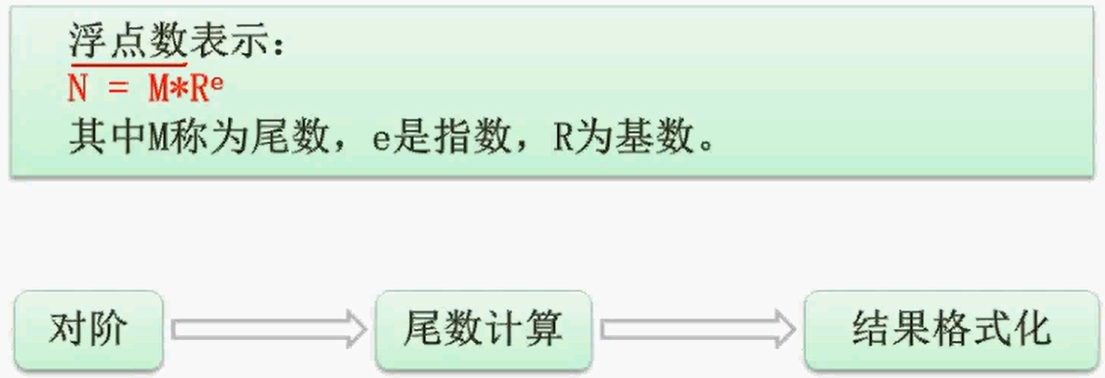 浮点数表示：
N = M*Rᵉ
其中M称为尾数，e是指数，R为基数。
对阶
尾数计算
结果格式化